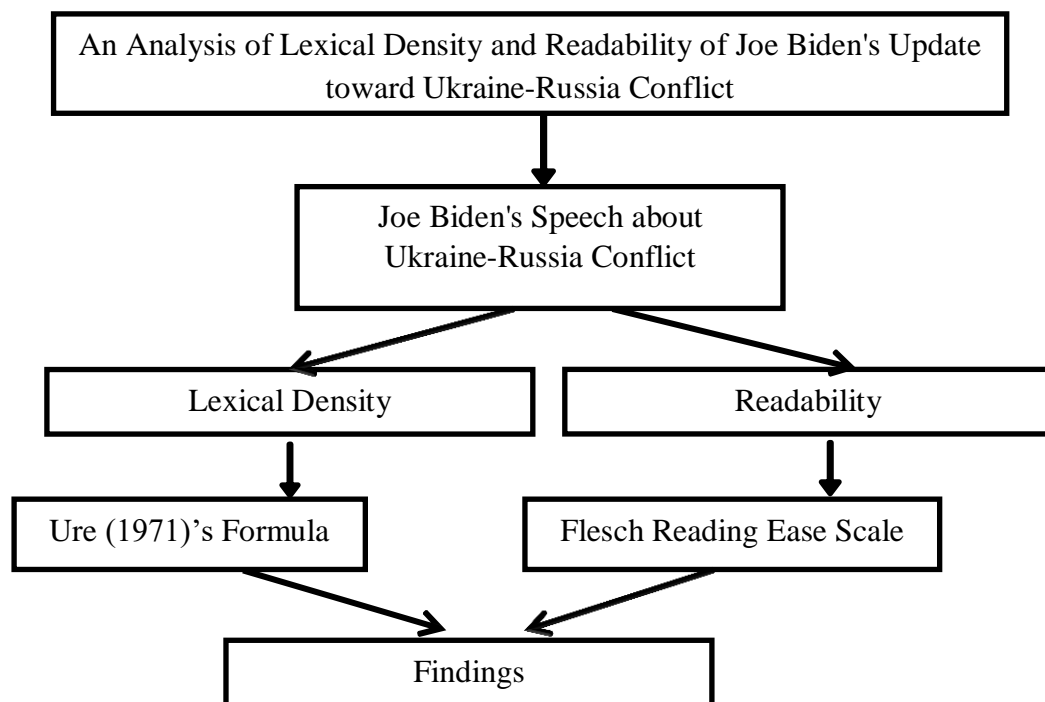 An Analysis of Lexical Density and Readability of Joe Biden's Update
toward Ukraine-Russia Conflict
Joe Biden's Speech about
Ukraine-Russia Conflict
Lexical Density
Readability
Ure (1971)’s Formula
Flesch Reading Ease Scale
Findings